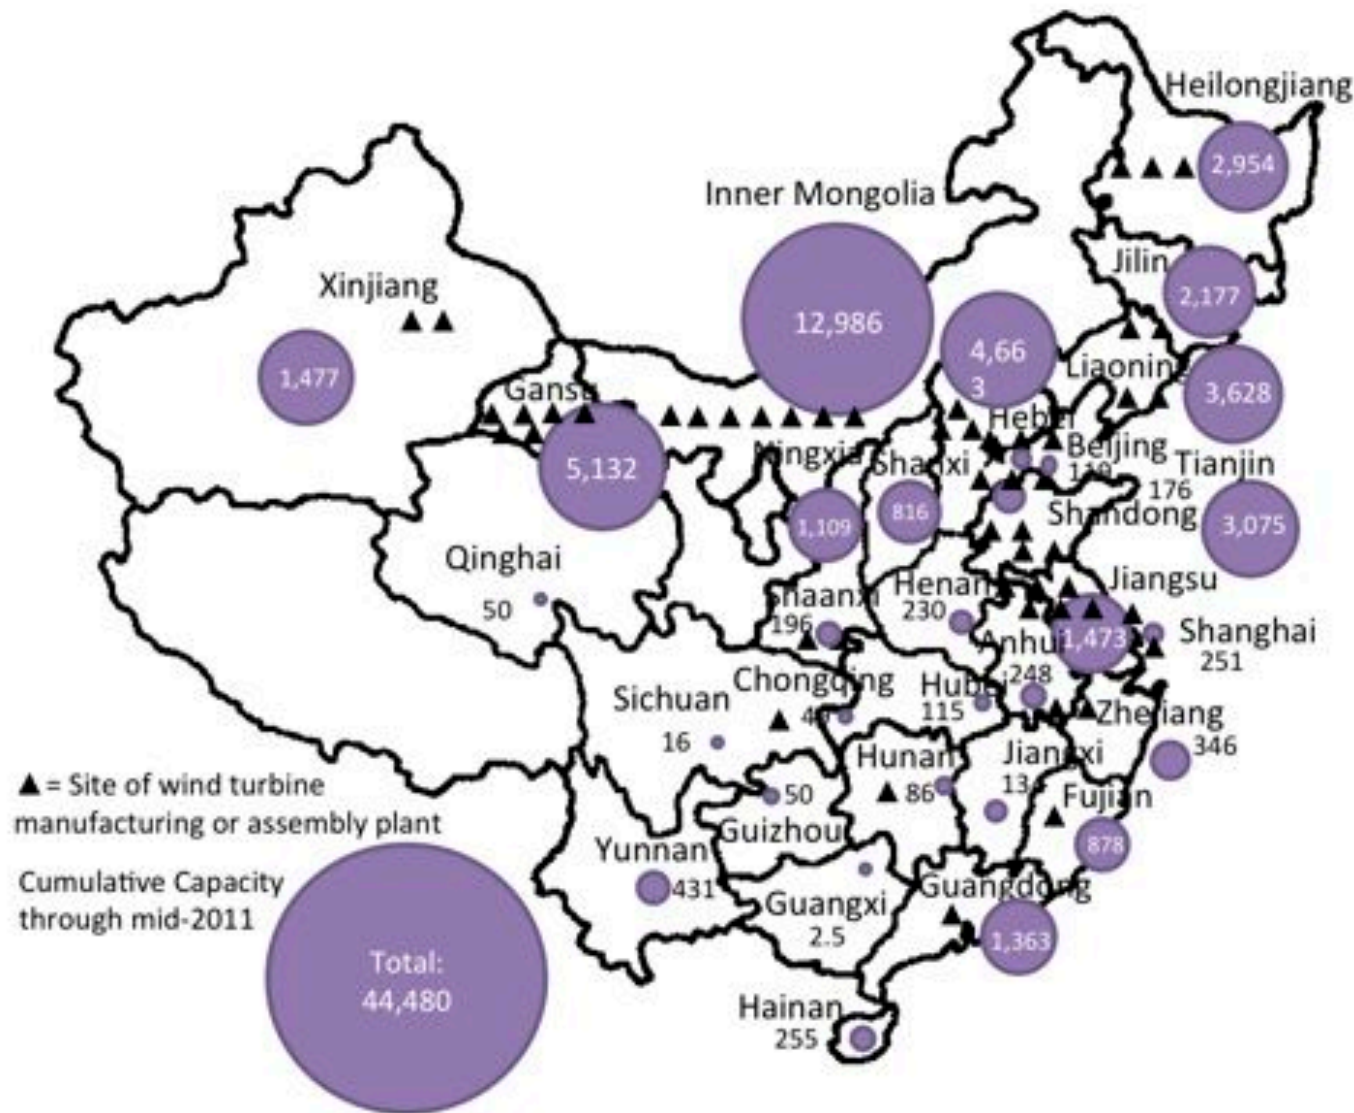 Heilongjiang
2,954
Inner Mongolia
12,986
Jilin
2,177
Xinjiang
1,477
4,66
3
Liaoning
3,628
Gansu
5,132
Hebei
Beijing
119
Tianjin
176
Ningxia
1,109
Shanxi
816
Shandong
3,075
Qinghai
50
Shaanxi
196
Henan
230
Jiangsu
1,473
Shanghai
251
Anhui
248
Sichuan
16
Chongqing
Hubei
115
Zhejiang
346
Hunan
86
Jiangxi
Fujian
878
50
Guizhou
Yunnan
431
Guangxi
2.5
Guangdong
1,363
Hainan
255
▲ = Site of wind turbine
manufacturing or assembly plant
Cumulative Capacity
through mid-2011
Total:
44,480